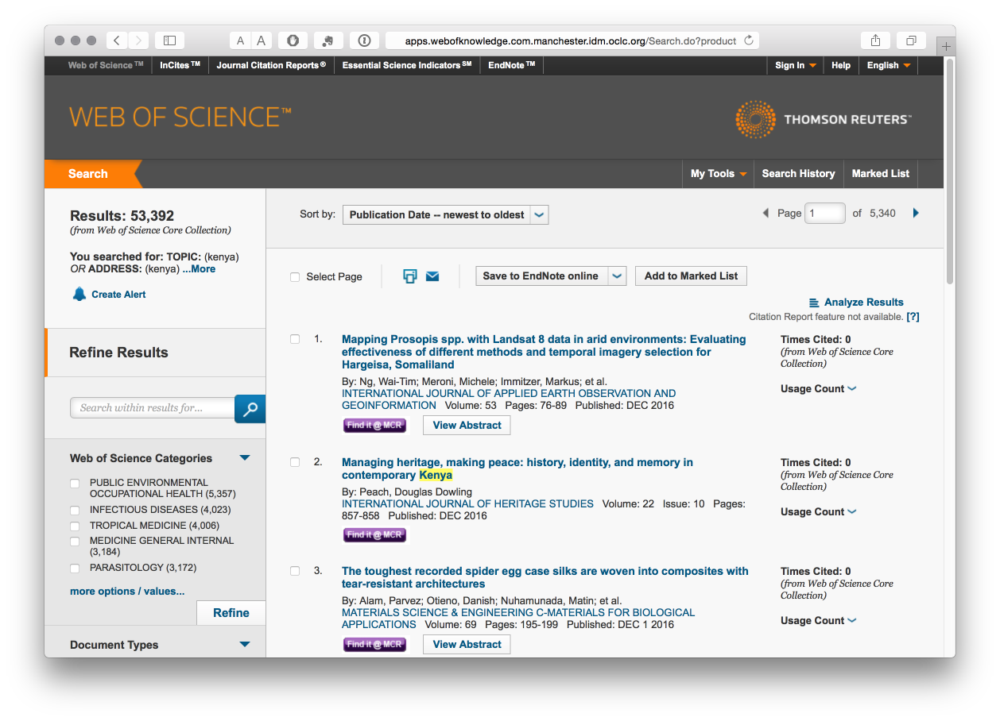 A A
apps.webofknowledge.com.manchester.idm.oclc.org/Search.do?product
Web of Science™ InCites™ Journal Citation Reports® Essential Science Indicators℠ EndNote™ Sign In Help English
WEB OF SCIENCE™
THOMSON REUTERS™
Search My Tools Search History Marked List
Results: 53,392
(from Web of Science Core Collection)
You searched for: TOPIC: (kenya)
OR ADDRESS: (kenya) ...More
Create Alert
Refine Results
Search within results for...
Web of Science Categories
PUBLIC ENVIRONMENTAL
OCCUPATIONAL HEALTH (5,357)
INFECTIOUS DISEASES (4,023)
TROPICAL MEDICINE (4,006)
MEDICINE GENERAL INTERNAL
(3,184)
PARASITOLOGY (3,172)
more options / values...
Refine
Document Types
Sort by: Publication Date -- newest to oldest
Page 1 of 5,340
Select Page Save to EndNote online Add to Marked List
Analyze Results
Citation Report feature not available. [?]
1. Mapping Prosopis spp. with Landsat 8 data in arid environments: Evaluating
effectiveness of different methods and temporal imagery selection for
Hargeisa, Somaliland
By: Ng, Wai-Tim; Meroni, Michele; Immitzer, Markus; et al.
INTERNATIONAL JOURNAL OF APPLIED EARTH OBSERVATION AND
GEOINFORMATION Volume: 53 Pages: 76-89 Published: DEC 2016
Find it @ MCR View Abstract
Times Cited: 0
(from Web of Science Core
Collection)
Usage Count
2. Managing heritage, making peace: history, identity, and memory in
contemporary Kenya
By: Peach, Douglas Dowling
INTERNATIONAL JOURNAL OF HERITAGE STUDIES Volume: 22 Issue: 10 Pages:
857-858 Published: DEC 2016
Find it @ MCR
Times Cited: 0
(from Web of Science Core
Collection)
Usage Count
3. The toughest recorded spider egg case silks are woven into composites with
tear-resistant architectures
By: Alam, Parvez; Otieno, Danish; Nuhamunada, Matin; et al.
MATERIALS SCIENCE & ENGINEERING C-MATERIALS FOR BIOLOGICAL
APPLICATIONS Volume: 69 Pages: 195-199 Published: DEC 1 2016
Find it @ MCR View Abstract
Times Cited: 0
(from Web of Science Core
Collection)
Usage Count